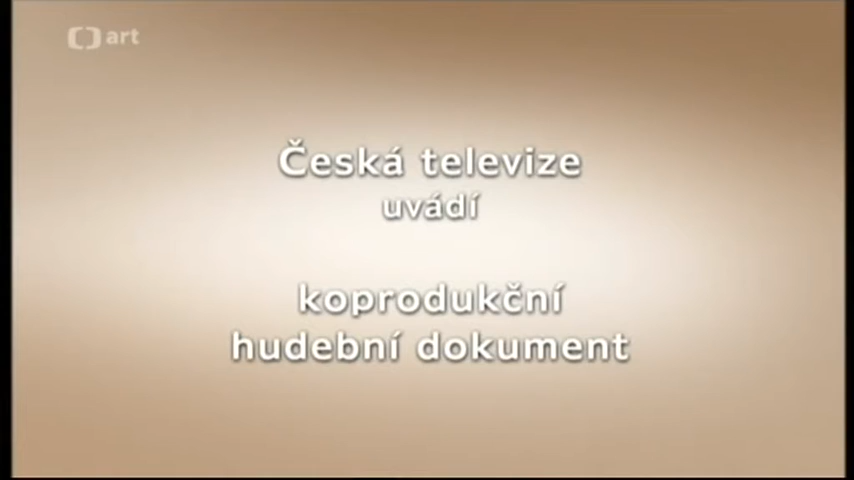 art
Česká televize
uvádí
koprodukční
hudební dokument